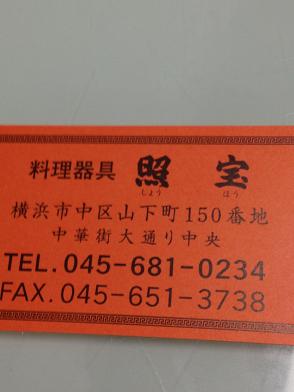 料理器具 照宝
しょう ほう
横浜市中区山下町150番地
中華街大通り中央
TEL.045-681-0234
FAX.045-651-3738